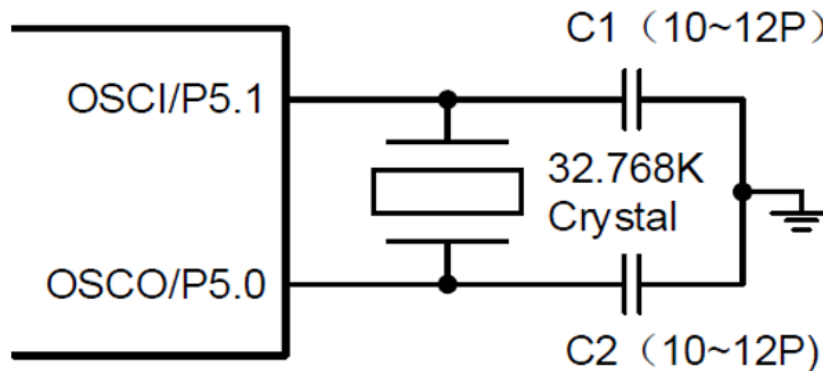 C1（10~12P）
OSCI/P5.1
32.768K
Crystal
OSCO/P5.0
C2（10~12P)